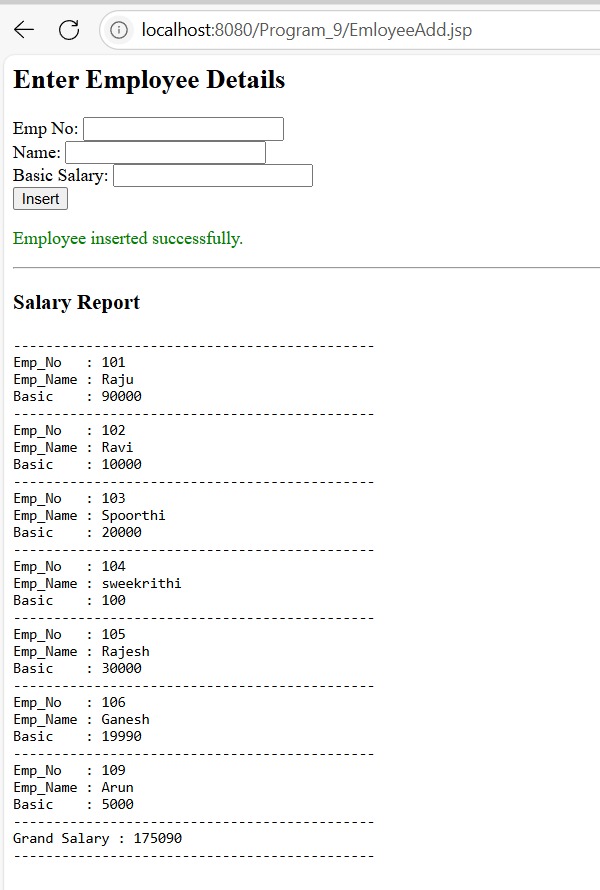 localhost:8080/Program_9/EmloyeeAdd.jsp
Enter Employee Details
Emp No:
Name:
Basic Salary:
Insert
Employee inserted successfully.
Salary Report
---------------------------------------------
Emp_No   : 101
Emp_Name : Raju
Basic    : 90000
---------------------------------------------
Emp_No   : 102
Emp_Name : Ravi
Basic    : 10000
---------------------------------------------
Emp_No   : 103
Emp_Name : Spoorthi
Basic    : 20000
---------------------------------------------
Emp_No   : 104
Emp_Name : sweekrithi
Basic    : 100
---------------------------------------------
Emp_No   : 105
Emp_Name : Rajesh
Basic    : 30000
---------------------------------------------
Emp_No   : 106
Emp_Name : Ganesh
Basic    : 19990
---------------------------------------------
Emp_No   : 109
Emp_Name : Arun
Basic    : 5000
---------------------------------------------
Grand Salary : 175090
---------------------------------------------